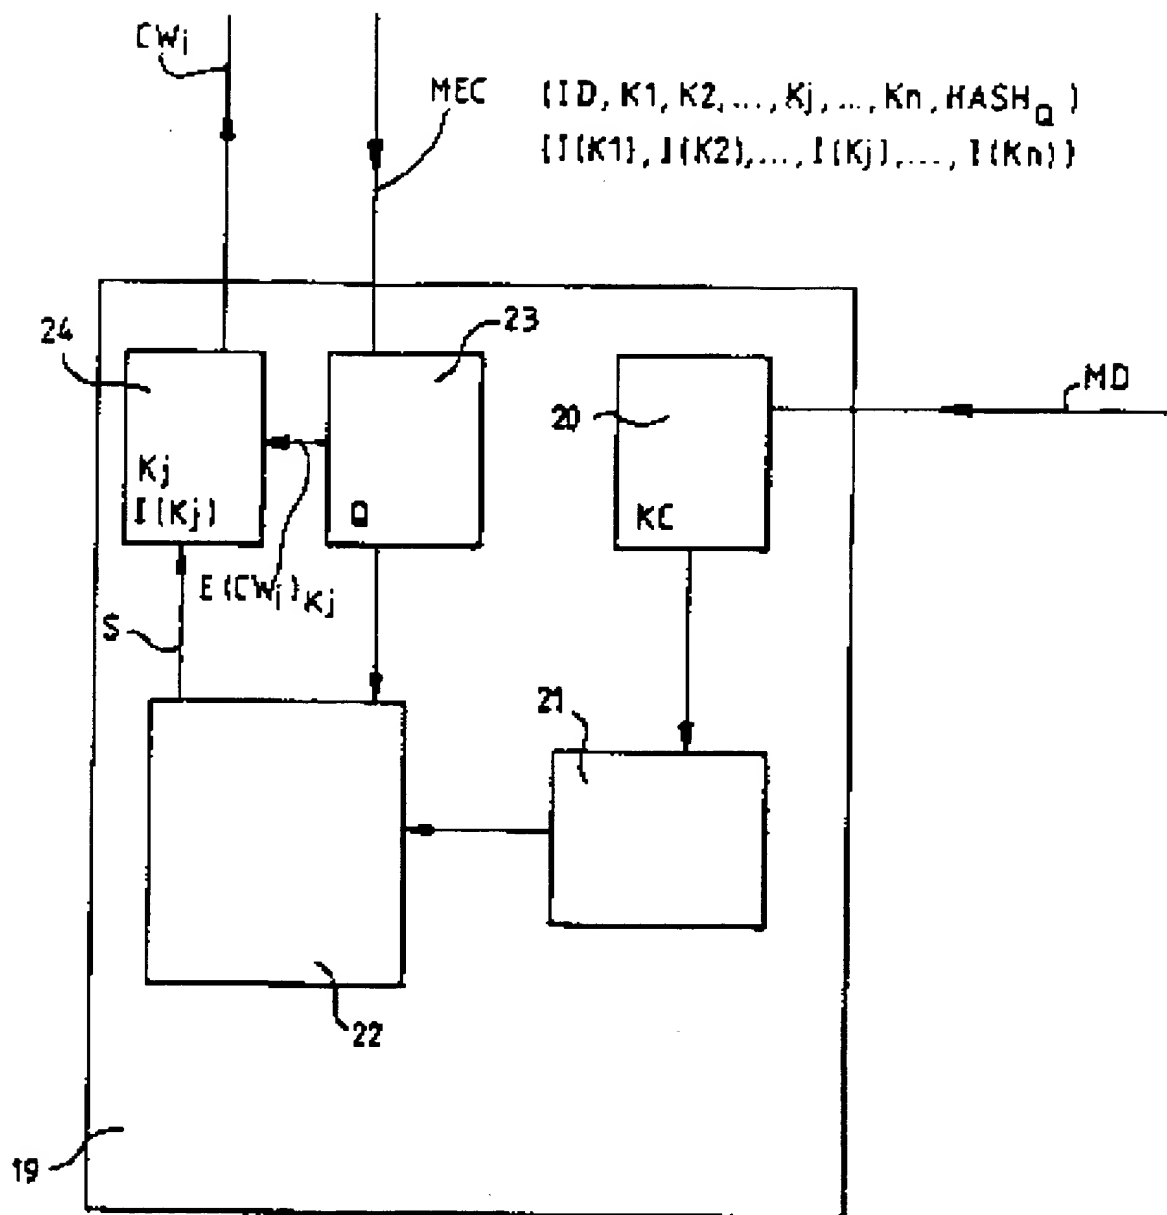 CWi
MEC (ID, K1, K2, ..., Kj, ..., Kn, HASH_Q)
{I(K1), I(K2), ..., I(Kj), ..., I(Kn)}
24
23
20
MD
Kj
I(Kj)
Q
KC
E(CWi)Kj
S
21
22
19